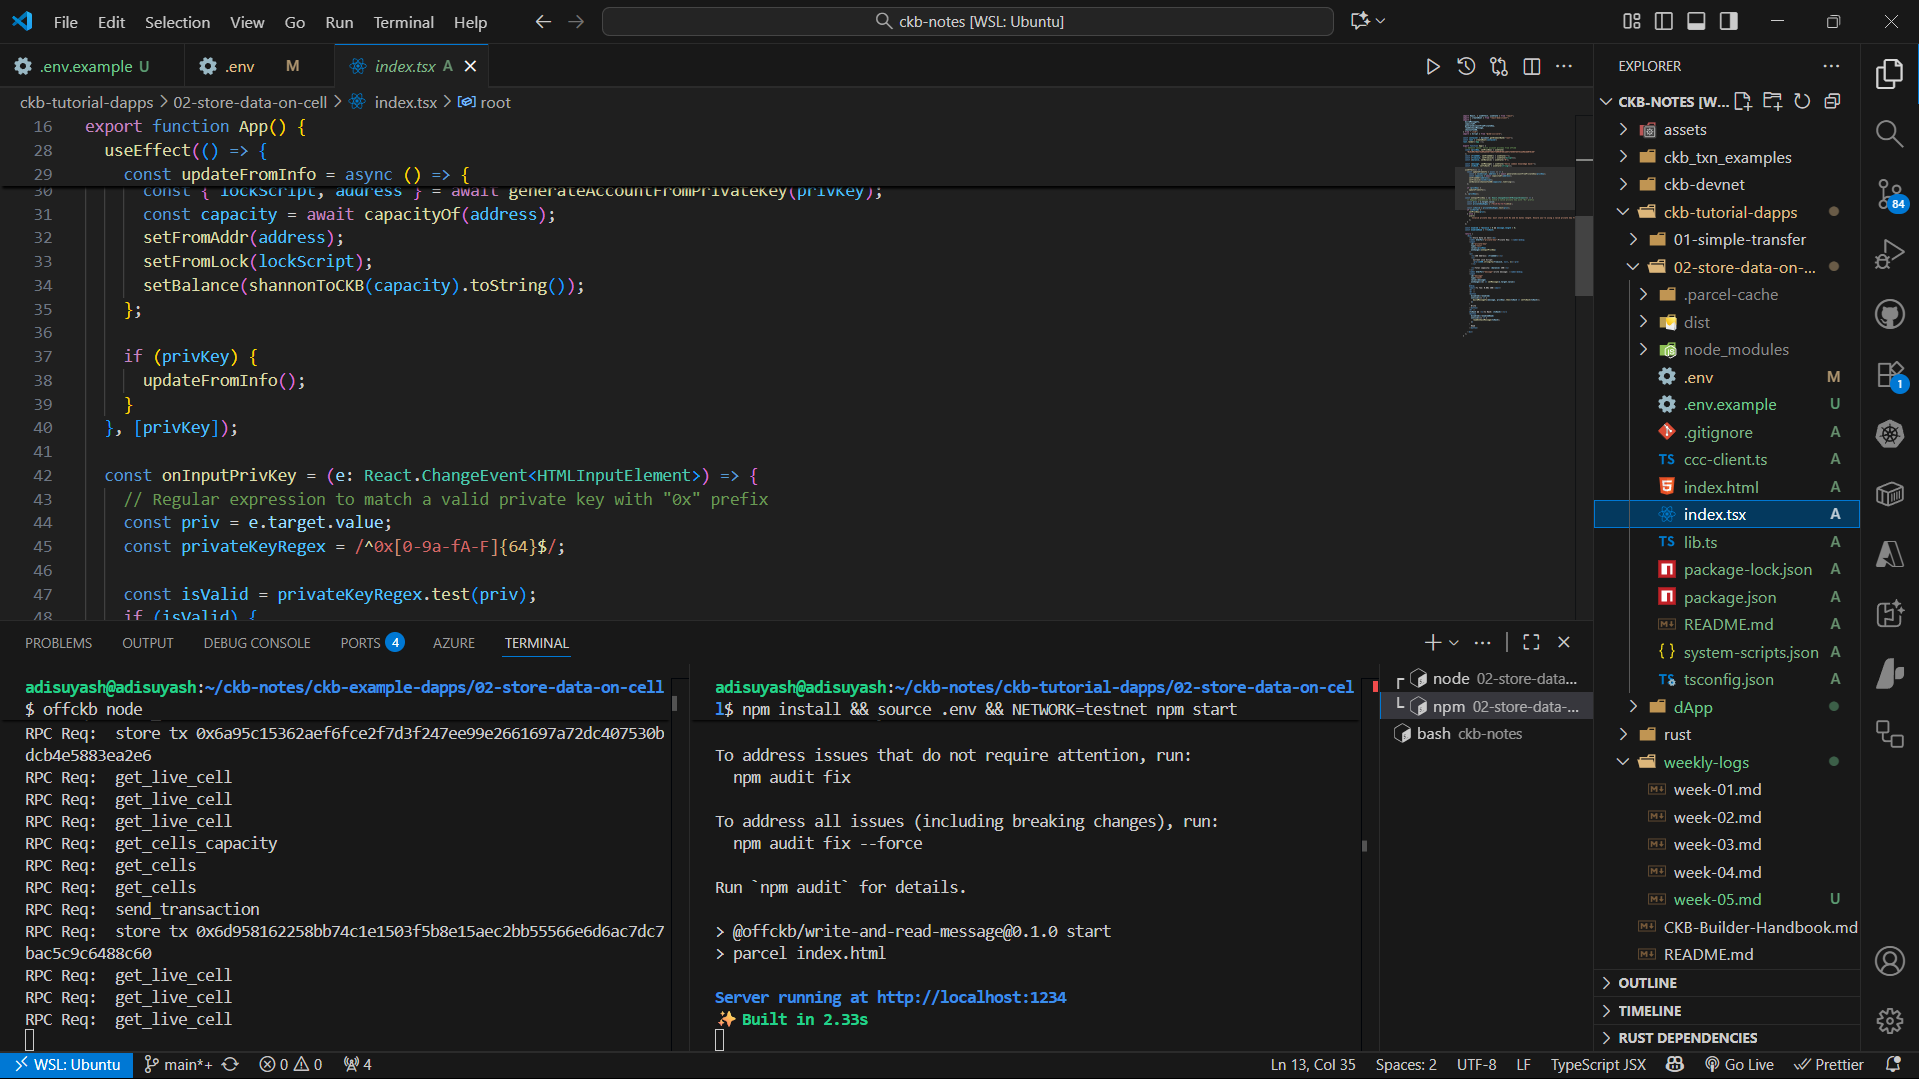 File Edit Selection View Go Run Terminal Help
ckb-notes [WSL: Ubuntu]
.env.example U
.env M
index.tsx A
ckb-tutorial-dapps > 02-store-data-on-cell > index.tsx > root
16 export function App() {
28 useEffect(() => {
29 const updateFromInfo = async () => {
30 const { lockScript, address } = await generateAccountFromPrivateKey(privKey);
31 const capacity = await capacityOf(address);
32 setFromAddr(address);
33 setFromLock(lockScript);
34 setBalance(shannonToCKB(capacity).toString());
35 };
36
37 if (privKey) {
38 updateFromInfo();
39 }
40 }, [privKey]);
41
42 const onInputPrivKey = (e: React.ChangeEvent<HTMLInputElement>) => {
43 // Regular expression to match a valid private key with "0x" prefix
44 const priv = e.target.value;
45 const privateKeyRegex = /^0x[0-9a-fA-F]{64}$/;
46
47 const isValid = privateKeyRegex.test(priv);
48 if (isValid) {
PROBLEMS OUTPUT DEBUG CONSOLE PORTS 4 AZURE TERMINAL
adisuyash@adisuyash:~/ckb-notes/ckb-example-dapps/02-store-data-on-cell
$ offckb node
RPC Req: store tx 0x6a95c15362aef6fce2f7d3f247ee99e2661697a72dc407530b
dcb4e5883ea2e6
RPC Req: get_live_cell
RPC Req: get_live_cell
RPC Req: get_live_cell
RPC Req: get_cells_capacity
RPC Req: get_cells
RPC Req: get_cells
RPC Req: send_transaction
RPC Req: store tx 0x6d958162258bb74c1e1503f5b8e15aec2bb55566e6d6ac7dc7
bac5c9c6488c60
RPC Req: get_live_cell
RPC Req: get_live_cell
RPC Req: get_live_cell
adisuyash@adisuyash:~/ckb-notes/ckb-tutorial-dapps/02-store-data-on-cel
l$ npm install && source .env && NETWORK=testnet npm start
To address issues that do not require attention, run:
npm audit fix
To address all issues (including breaking changes), run:
npm audit fix --force
Run `npm audit` for details.
> @offckb/write-and-read-message@0.1.0 start
> parcel index.html
Server running at http://localhost:1234
✨ Built in 2.33s
node 02-store-data...
npm 02-store-data-...
bash ckb-notes
EXPLORER
CKB-NOTES [W...
assets
ckb_txn_examples
ckb-devnet
ckb-tutorial-dapps
01-simple-transfer
02-store-data-on-...
.parcel-cache
dist
node_modules
.env M
.env.example U
.gitignore A
TS ccc-client.ts A
index.html A
index.tsx A
TS lib.ts A
package-lock.json A
package.json A
README.md A
{ } system-scripts.json A
TS tsconfig.json A
dApp
rust
weekly-logs
week-01.md
week-02.md
week-03.md
week-04.md
week-05.md U
CKB-Builder-Handbook.md
README.md
OUTLINE
TIMELINE
RUST DEPENDENCIES
84
1
WSL: Ubuntu main*+ 0 0 4
Ln 13, Col 35 Spaces: 2 UTF-8 LF TypeScript JSX Go Live Prettier